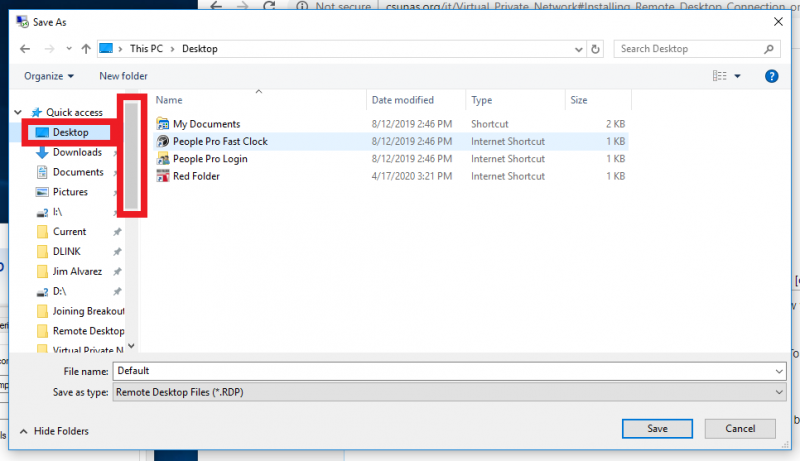 Not secure | csunas.org/it/Virtual_Private_Network#Installing_Remote_Desktop_Connection_on
Save As
This PC > Desktop
Search Desktop
Organize
New folder
Name
Date modified
Type
Size
Quick access
Desktop
Downloads
Documents
Pictures
I:\
Current
DLINK
Jim Alvarez
D:\
Joining Breakout
Remote Desktop
Virtual Private N
My Documents 8/12/2019 2:46 PM Shortcut 2 KB
People Pro Fast Clock 8/12/2019 2:46 PM Internet Shortcut 1 KB
People Pro Login 8/12/2019 2:46 PM Internet Shortcut 1 KB
Red Folder 4/17/2020 3:21 PM Internet Shortcut 1 KB
File name: Default
Save as type: Remote Desktop Files (*.RDP)
Hide Folders
Save
Cancel